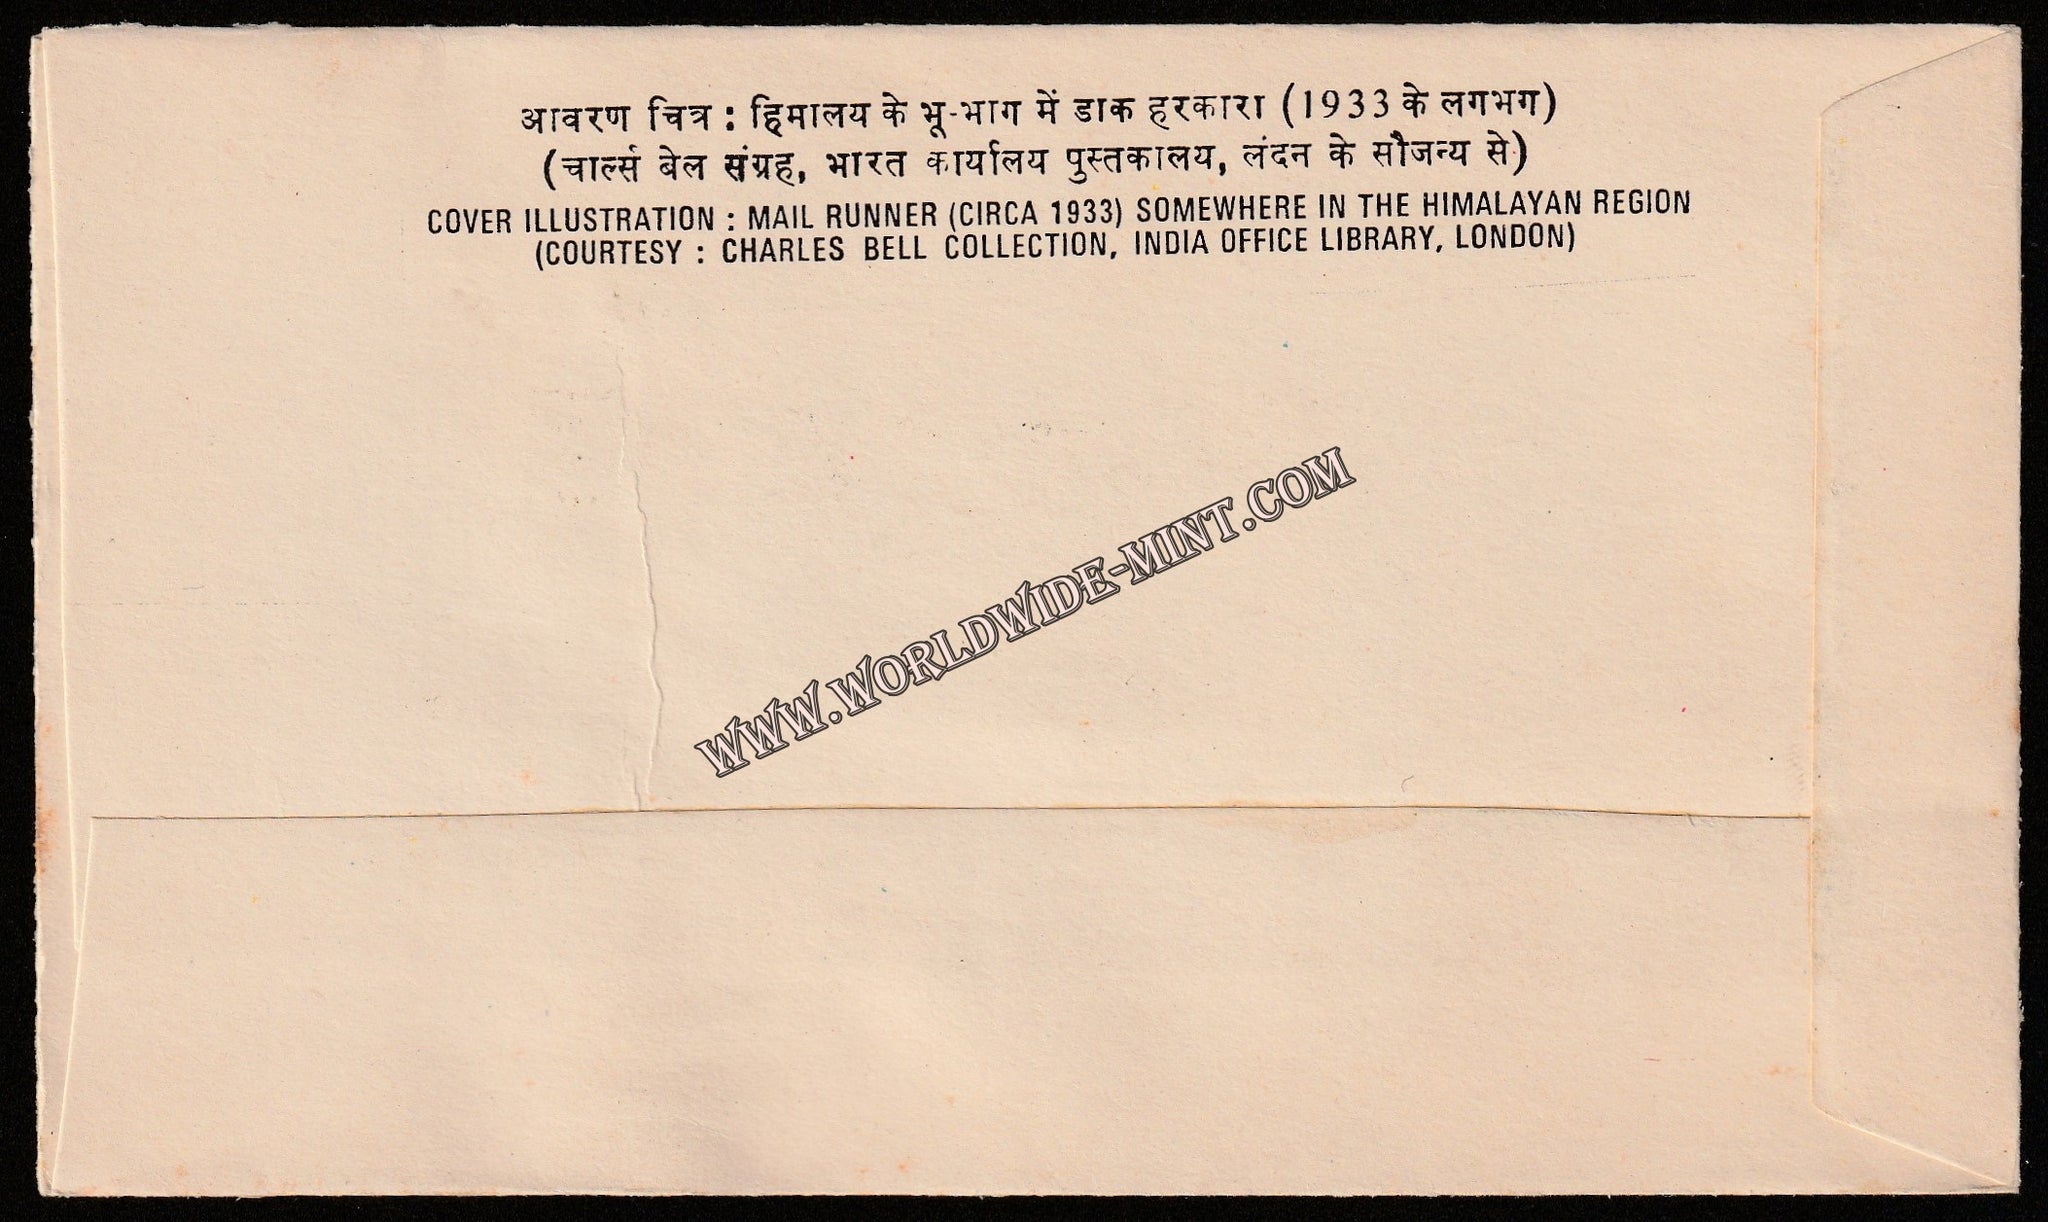 आवरण चित्र : हिमालय के भू-भाग में डाक हरकारा (1933 के लगभग)
(चार्ल्स बेल संग्रह, भारत कार्यालय पुस्तकालय, लंदन के सौजन्य से)
COVER ILLUSTRATION : MAIL RUNNER (CIRCA 1933) SOMEWHERE IN THE HIMALAYAN REGION
(COURTESY : CHARLES BELL COLLECTION, INDIA OFFICE LIBRARY, LONDON)
WWW.WORLDWIDE-MINT.COM